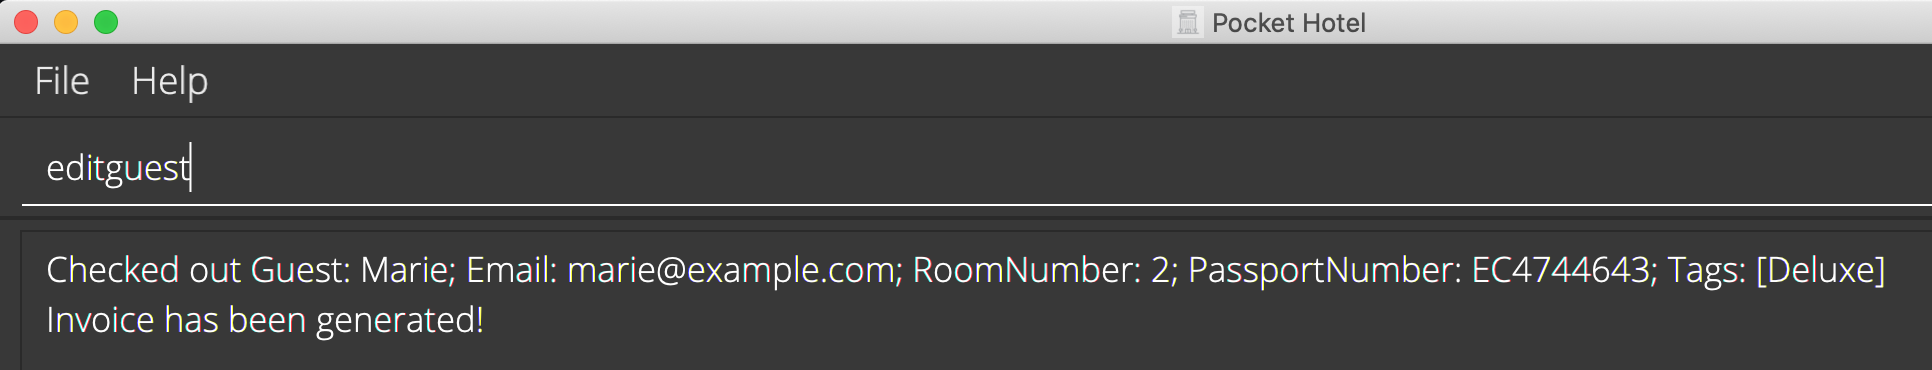 Pocket Hotel
File Help
editguest
Checked out Guest: Marie; Email: marie@example.com; RoomNumber: 2; PassportNumber: EC4744643; Tags: [Deluxe]
Invoice has been generated!